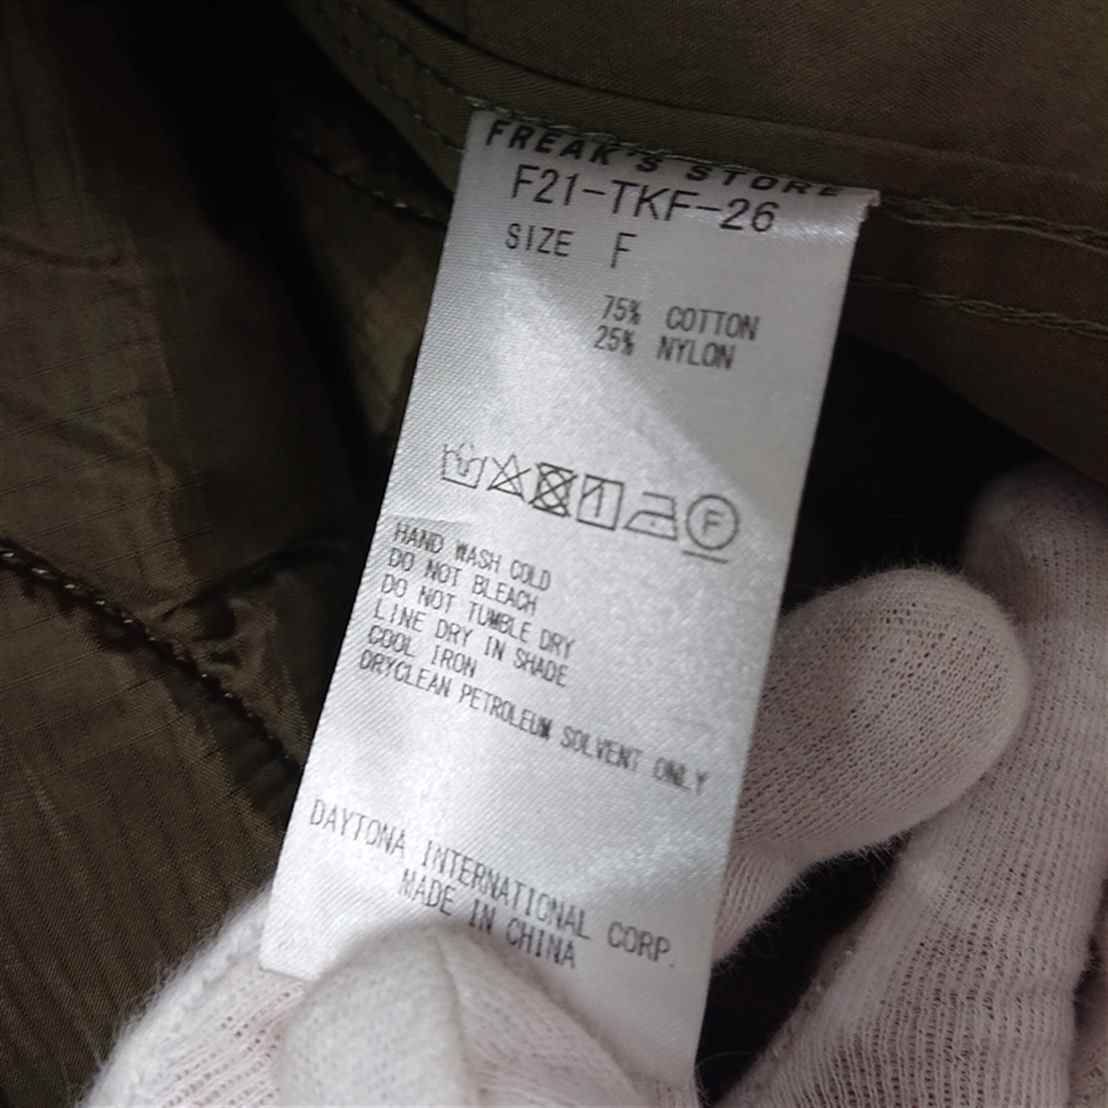 FREAK'S STORE
F21-TKF-26
SIZE F
75% COTTON
25% NYLON
F
HAND WASH COLD
DO NOT BLEACH
DO NOT TUMBLE DRY
LINE DRY IN SHADE
COOL IRON
DRYCLEAN PETROLEUM SOLVENT ONLY
DAYTONA INTERNATIONAL CORP.
MADE IN CHINA